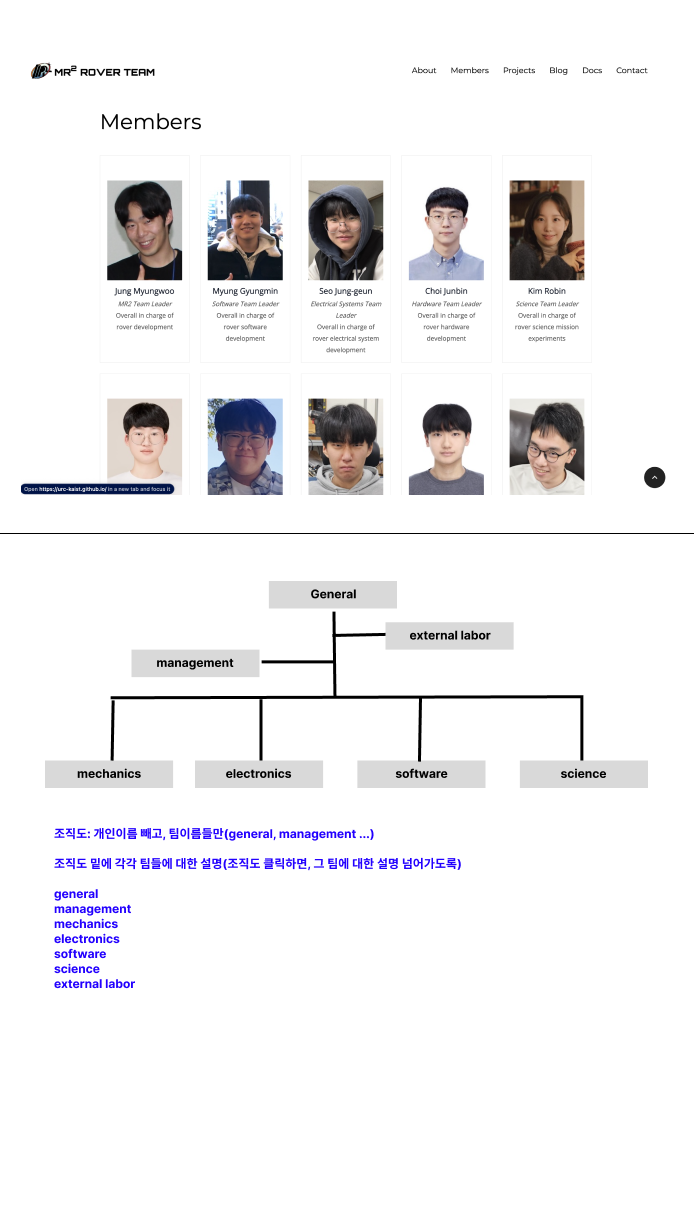 MR2 ROVER TEAM
About Members Projects Blog Docs Contact
Members
Jung Myungwoo
MR2 Team Leader
Overall in charge of
rover development
Myung Gyungmin
Software Team Leader
Overall in charge of
rover software
development
Seo Jung-geun
Electrical Systems Team
Leader
Overall in charge of
rover electrical system
development
Choi Junbin
Hardware Team Leader
Overall in charge of
rover hardware
development
Kim Robin
Science Team Leader
Overall in charge of
rover science mission
experiments
Open https://urc-kaist.github.io/ in a new tab and focus it
General
external labor
management
mechanics
electronics
software
science
조직도: 개인이름 빼고, 팀이름들만(general, management ...)
조직도 밑에 각각 팀들에 대한 설명(조직도 클릭하면, 그 팀에 대한 설명 넘어가도록)
general
management
mechanics
electronics
software
science
external labor